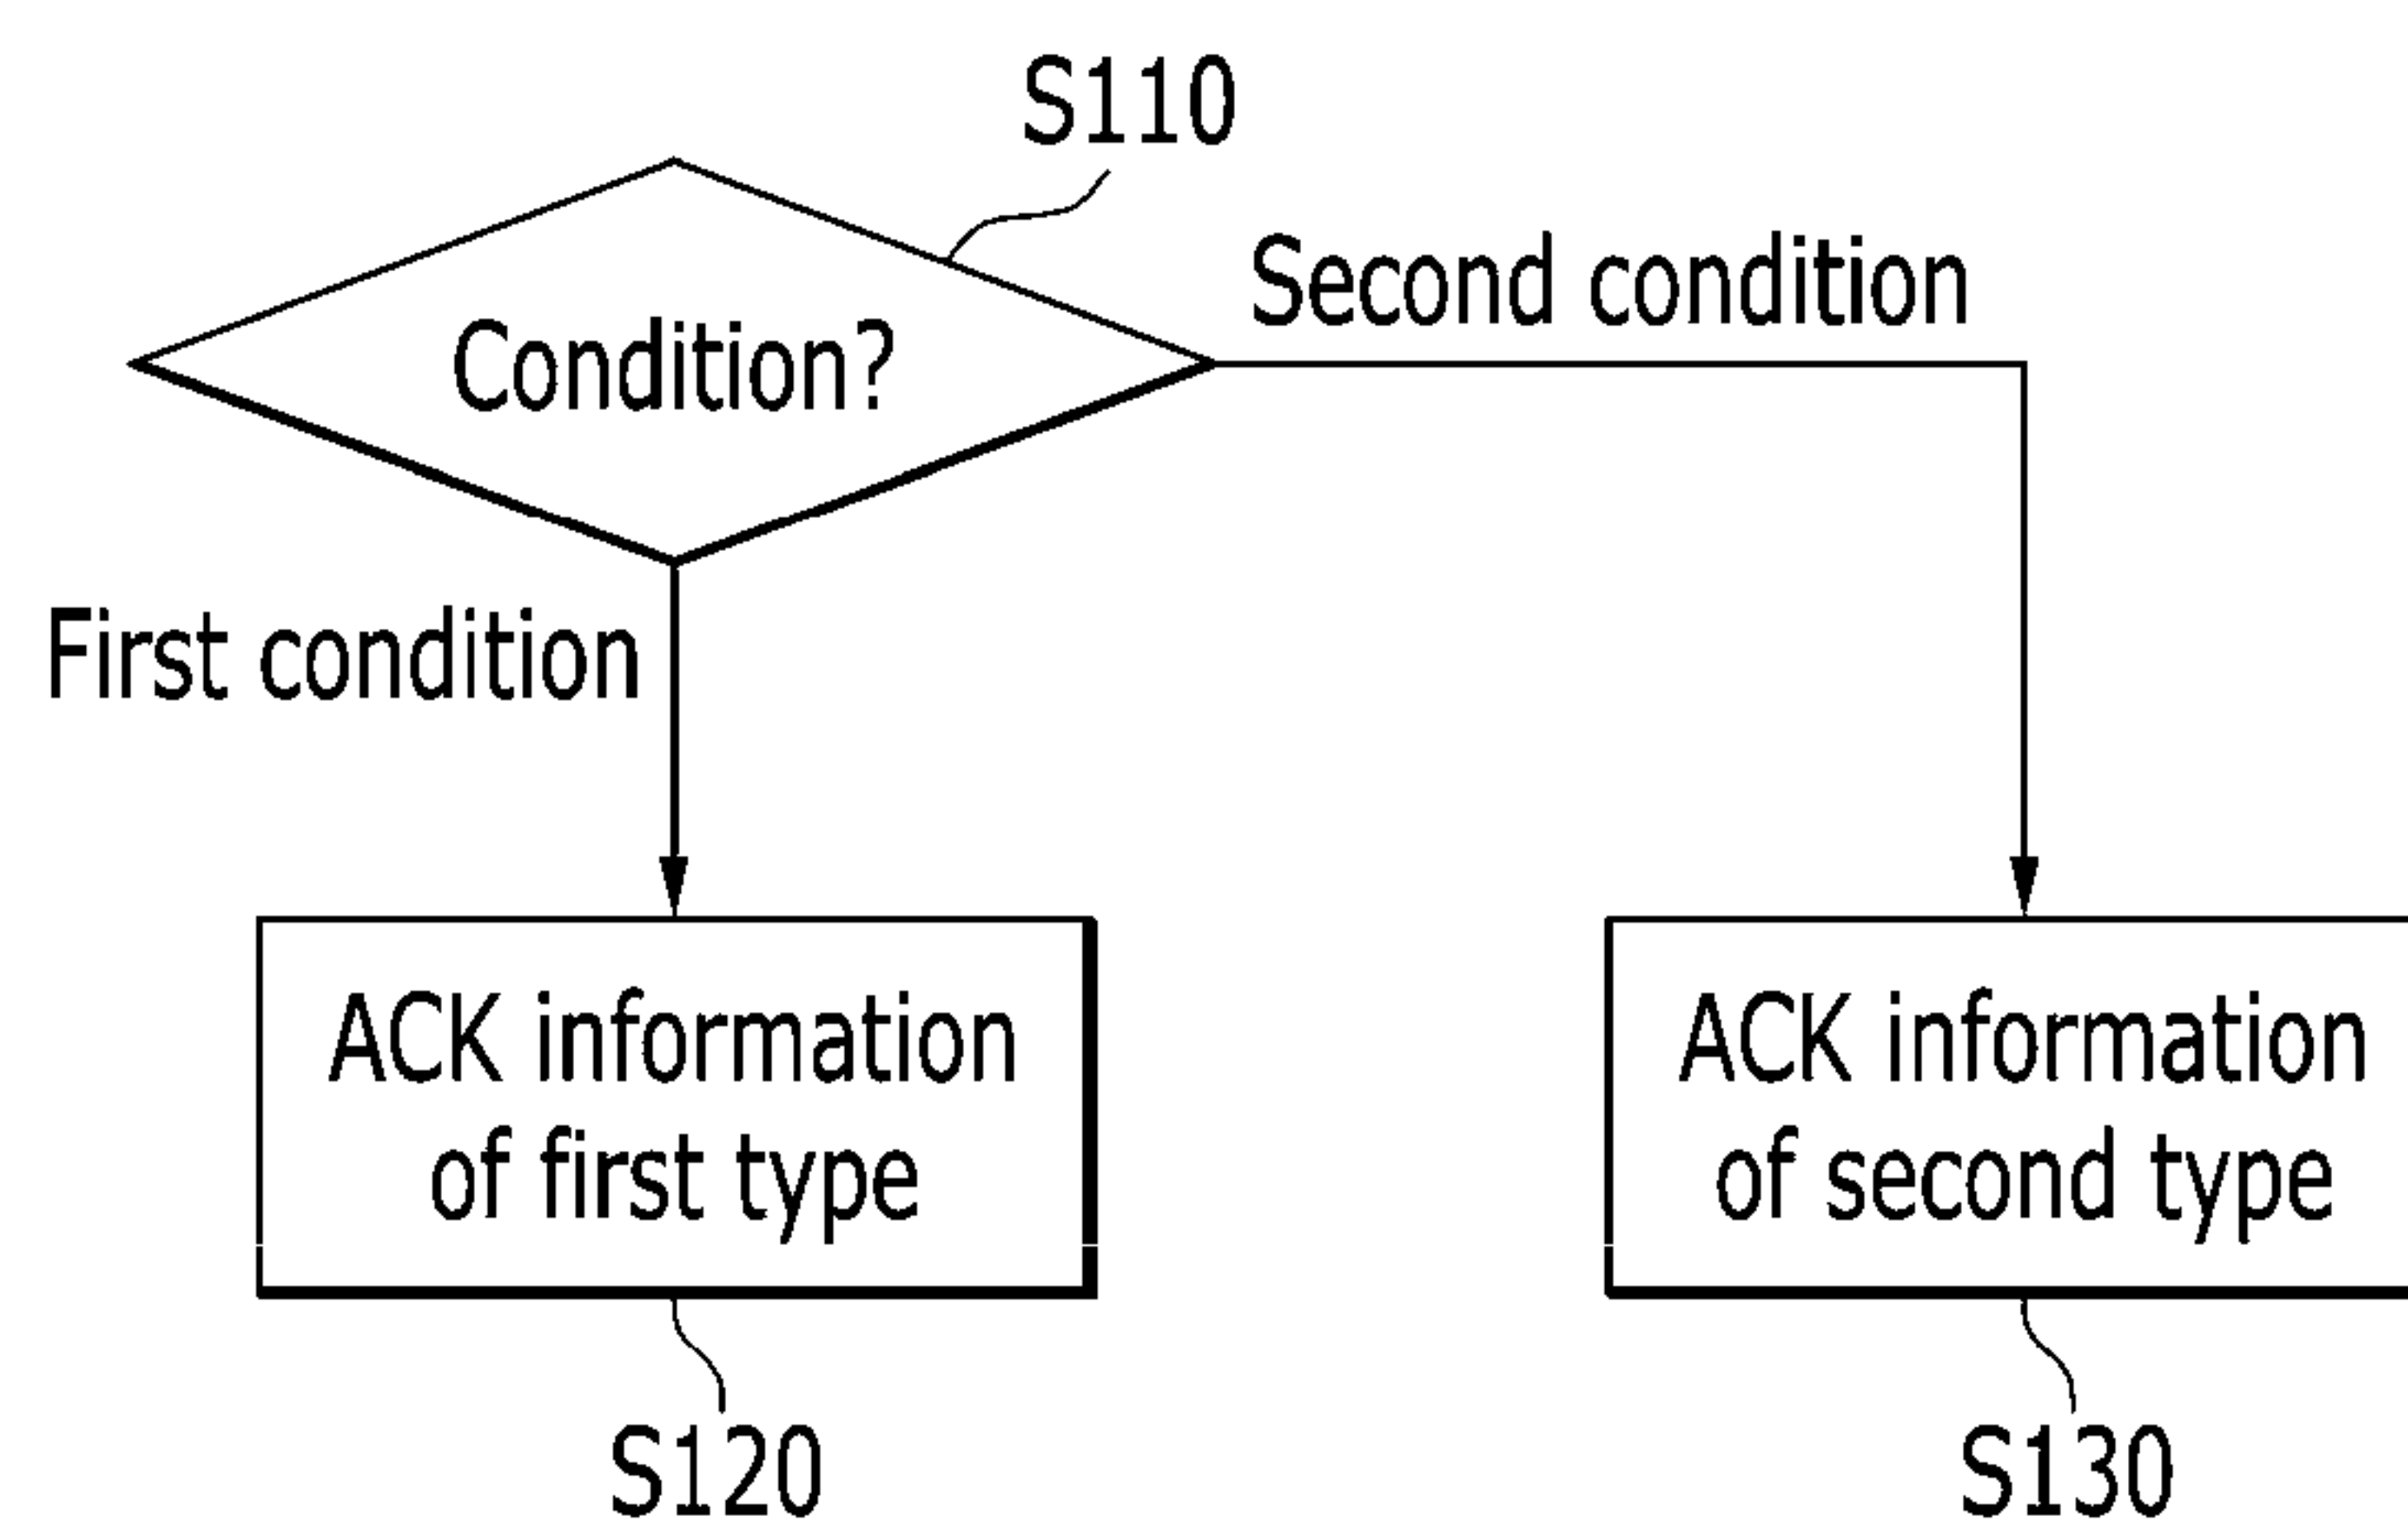 S110
Second condition
Condition?
First condition
ACK information
of first type
ACK information
of second type
S120
S130